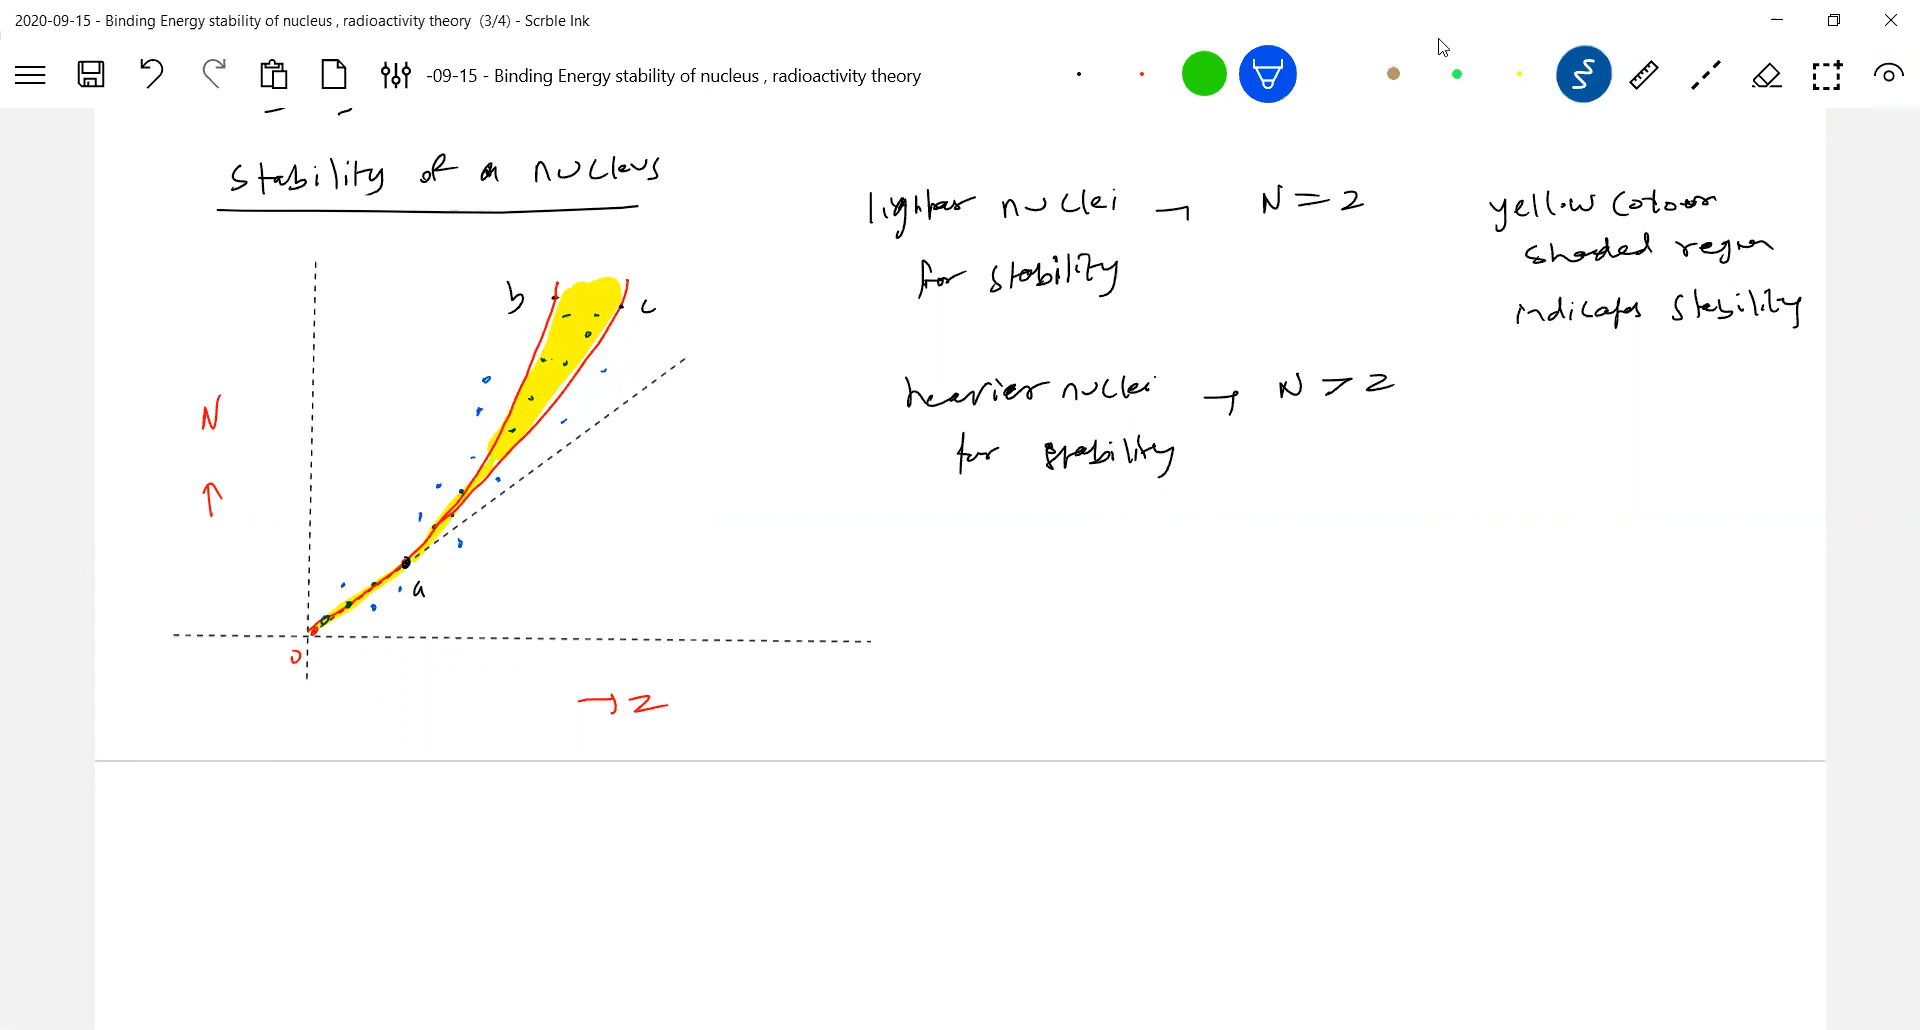 2020-09-15 - Binding Energy stability of nucleus , radioactivity theory (3/4) - Scrble Ink
-09-15 - Binding Energy stability of nucleus , radioactivity theory
Stability of a nucleus
lighter nuclei → N = Z
for stability
heavier nuclei → N > Z
for stability
yellow colour
shaded region
indicates stability
b
c
N
↑
a
O
→ Z